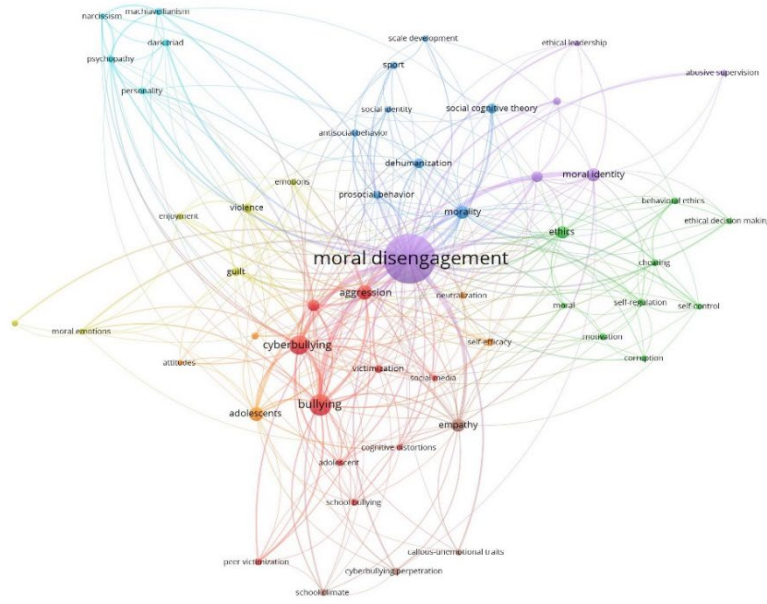 machiavellianism
narcissism
dark triad
psychopathy
personality
scale development
ethical leadership
sport
abusive supervision
social identity
social cognitive theory
antisocial behavior
dehumanization
moral identity
emotions
prosocial behavior
behavioral ethics
violence
morality
enjoyment
ethical decision making
ethics
moral disengagement
cheating
guilt
aggression
neutralization
moral
self-regulation
self-control
moral emotions
cyberbullying
self-efficacy
motivation
attitudes
victimization
social media
corruption
bullying
adolescents
empathy
cognitive distortions
adolescent
school bullying
callous-unemotional traits
peer victimization
cyberbullying perpetration
school climate